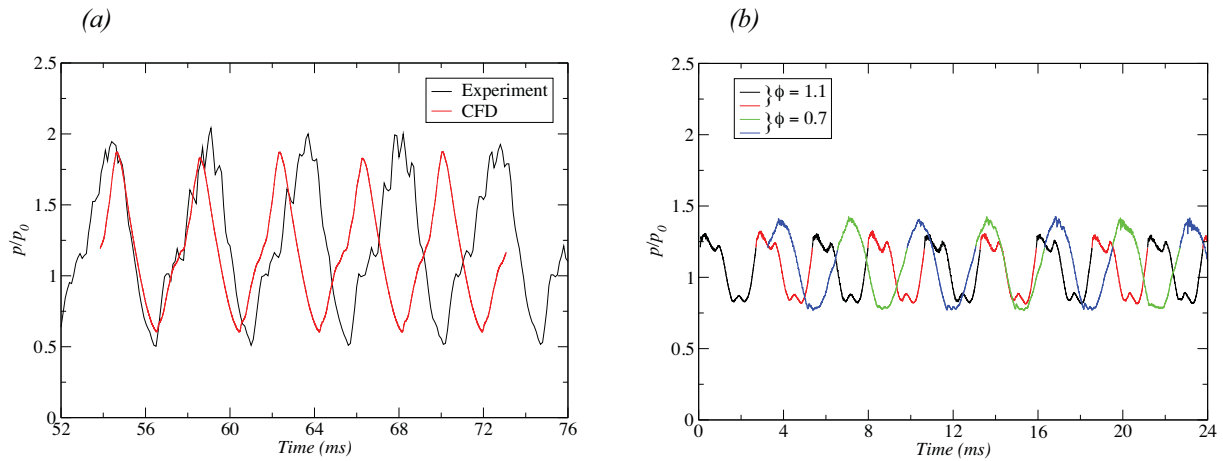 (a)
2.5
2
1.5
1
0.5
0
p/p0
Experiment
CFD
52 56 60 64 68 72 76
Time (ms)
(b)
2.5
2
1.5
1
0.5
0
p/p0
}ϕ = 1.1
}ϕ = 0.7
0 4 8 12 16 20 24
Time (ms)